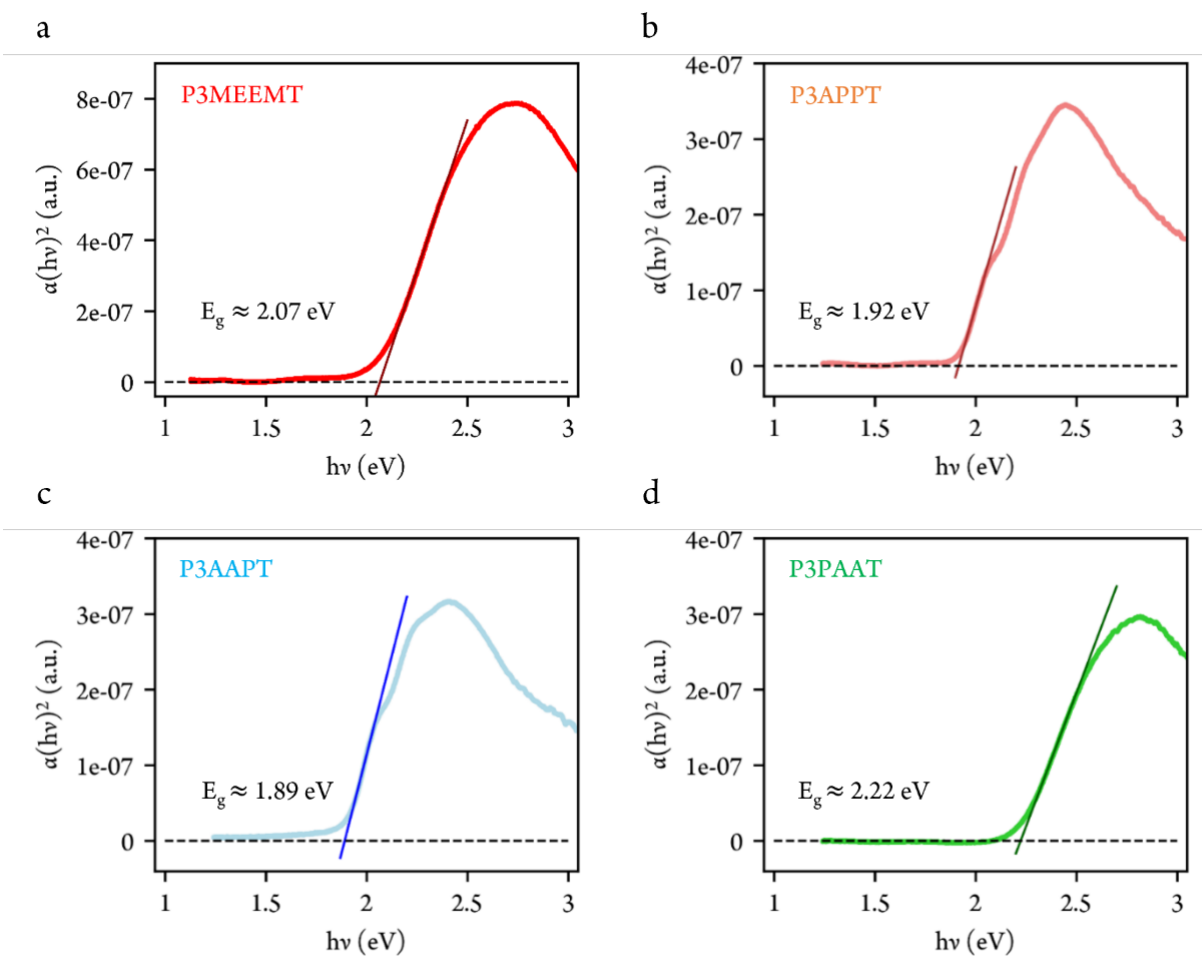 a
P3MEEMT
α(hν)² (a.u.)
8e-07
6e-07
4e-07
2e-07
0
E_g ≈ 2.07 eV
1 1.5 2 2.5 3
hν (eV)
b
P3APPT
α(hν)² (a.u.)
4e-07
3e-07
2e-07
1e-07
0
E_g ≈ 1.92 eV
1 1.5 2 2.5 3
hν (eV)
c
P3AAPT
α(hν)² (a.u.)
4e-07
3e-07
2e-07
1e-07
0
E_g ≈ 1.89 eV
1 1.5 2 2.5 3
hν (eV)
d
P3PAAT
α(hν)² (a.u.)
4e-07
3e-07
2e-07
1e-07
0
E_g ≈ 2.22 eV
1 1.5 2 2.5 3
hν (eV)